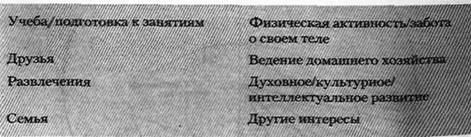 Учеба/подготовка к занятиям
Физическая активность/забота
о своем теле
Друзья
Ведение домашнего хозяйства
Развлечения
Духовное/культурное/
интеллектуальное развитие
Семья
Другие интересы